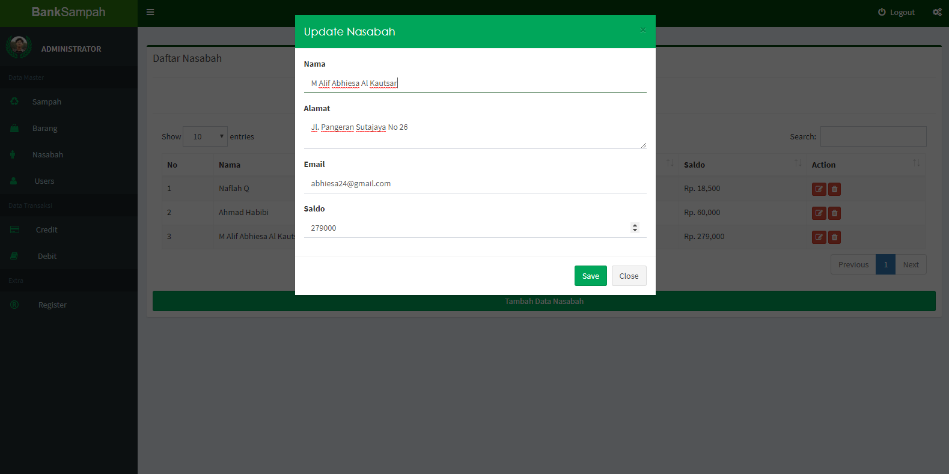 BankSampah
Logout
ADMINISTRATOR
Data Master
Sampah
Barang
Nasabah
Users
Data Transaksi
Credit
Debit
Register
Daftar Nasabah
Show 10 entries
Search:
No Nama Saldo Action
1 Naflah Q Rp. 18,500
2 Ahmad Habibi Rp. 80,000
3 M Alif Abhiesa Al Kaut Rp. 279,000
Previous 1 Next
Tambah Data Nasabah
Update Nasabah
×
Nama
M Alif Abhiesa Al Kautsar
Alamat
Jl. Pangeran Sutajaya No 26
Email
abhiesa24@gmail.com
Saldo
279000
Save Close